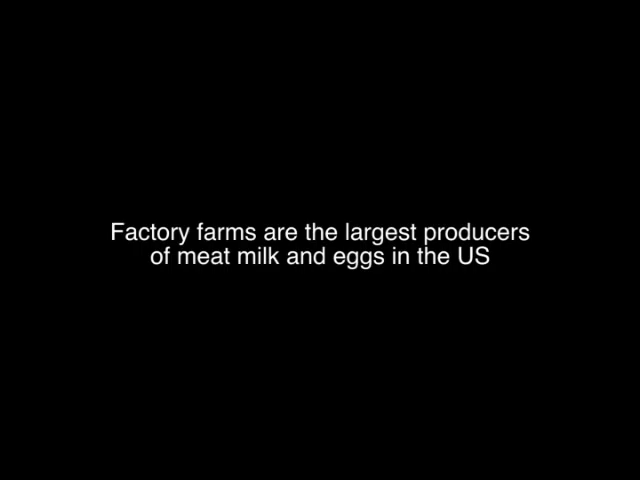 Factory farms are the largest producers
of meat milk and eggs in the US